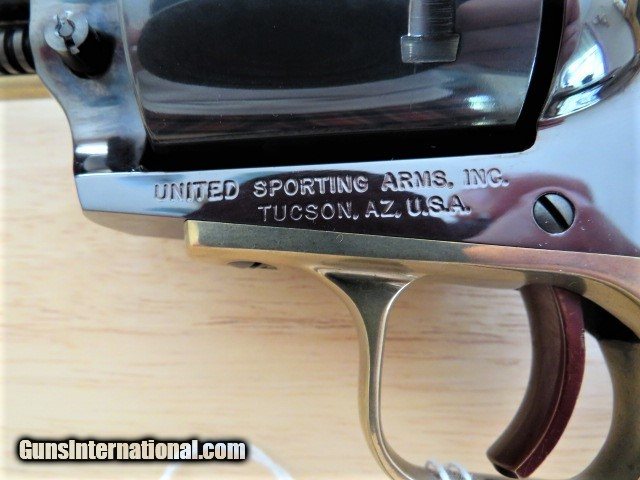 UNITED SPORTING ARMS, INC.
TUCSON, AZ, U.S.A.
GunsInternational.com